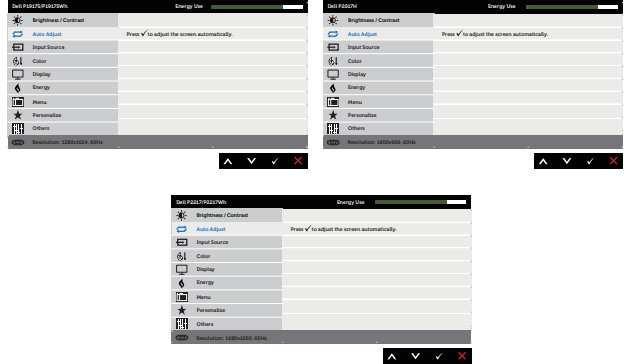 Dell P1917S/P1917SWh
Energy Use
Brightness / Contrast
Auto Adjust
Press ✓ to adjust the screen automatically.
Input Source
Color
Display
Energy
Menu
Personalize
Others
Resolution: 1280x1024, 60Hz
Dell P2017H
Energy Use
Brightness / Contrast
Auto Adjust
Press ✓ to adjust the screen automatically.
Input Source
Color
Display
Energy
Menu
Personalize
Others
Resolution: 1600x900, 60Hz
Dell P2217/P2217Wh
Energy Use
Brightness / Contrast
Auto Adjust
Press ✓ to adjust the screen automatically.
Input Source
Color
Display
Energy
Menu
Personalize
Others
Resolution: 1680x1050, 60Hz